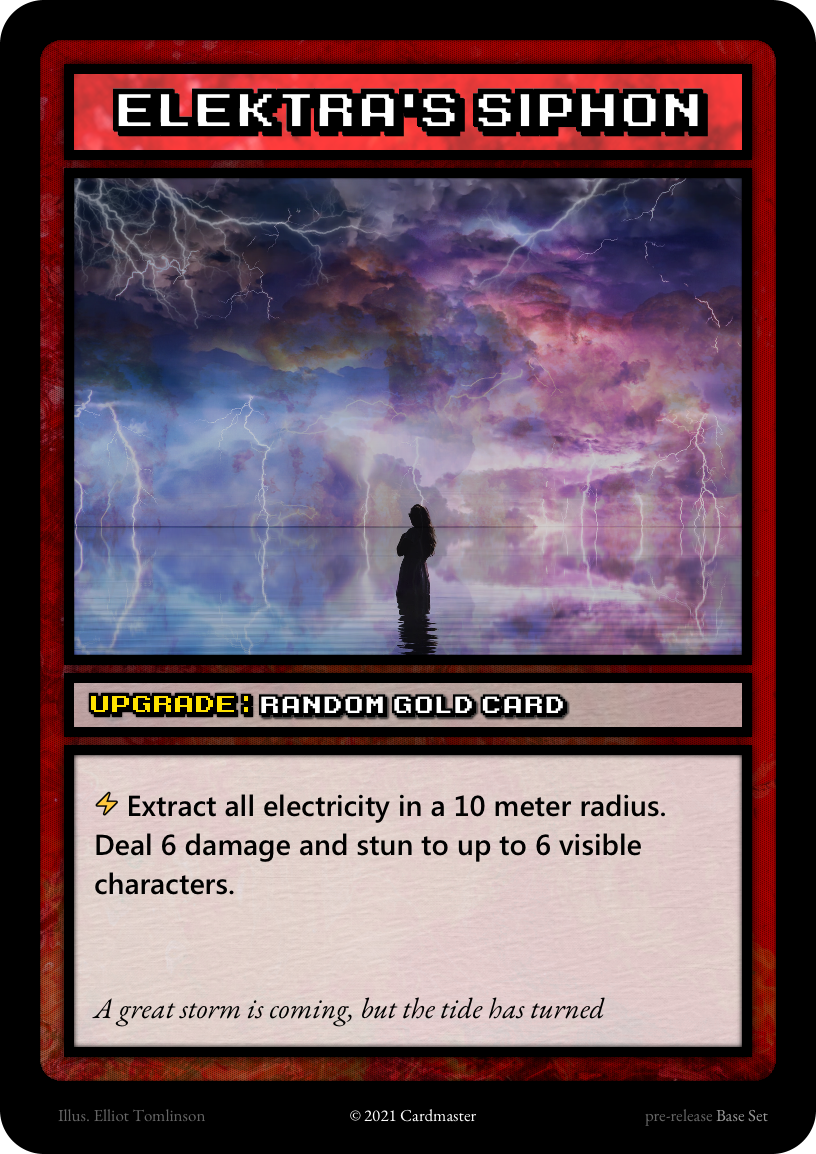 ELEKTRA'S SIPHON
UPGRADE: RANDOM GOLD CARD
⚡ Extract all electricity in a 10 meter radius.
Deal 6 damage and stun to up to 6 visible
characters.
A great storm is coming, but the tide has turned
Illus. Elliot Tomlinson © 2021 Cardmaster pre-release Base Set